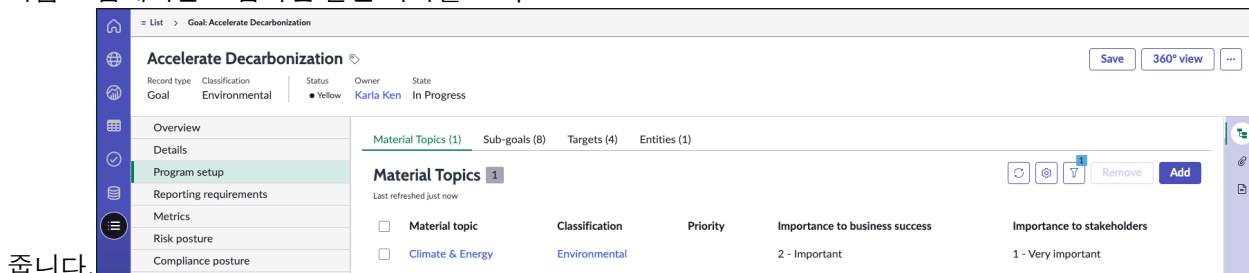 List > Goal: Accelerate Decarbonization
Accelerate Decarbonization
Save 360° view ...
Record type Classification Status Owner State
Goal Environmental Yellow Karla Ken In Progress
Overview
Details
Program setup
Reporting requirements
Metrics
Risk posture
Compliance posture
Material Topics (1) Sub-goals (8) Targets (4) Entities (1)
Material Topics 1
1 Remove Add
Last refreshed just now
Material topic Classification Priority Importance to business success Importance to stakeholders
Climate & Energy Environmental 2 - Important 1 - Very important
줍니다.